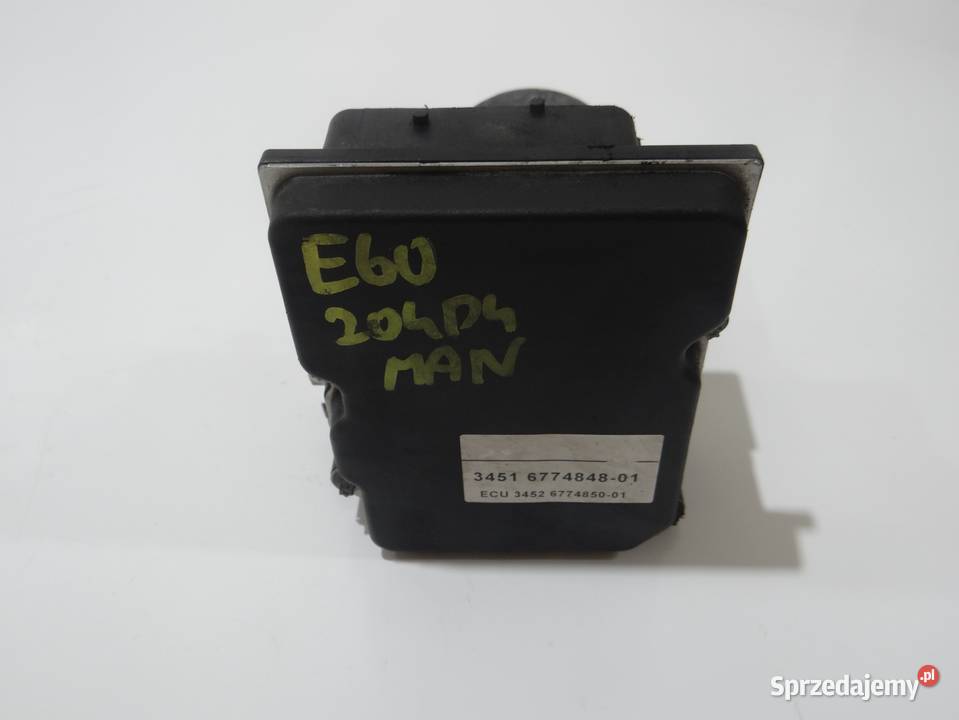 E60
204D4
MAN
3451 6774848-01
ECU 3452 6774850-01
Sprzedajemy.pl